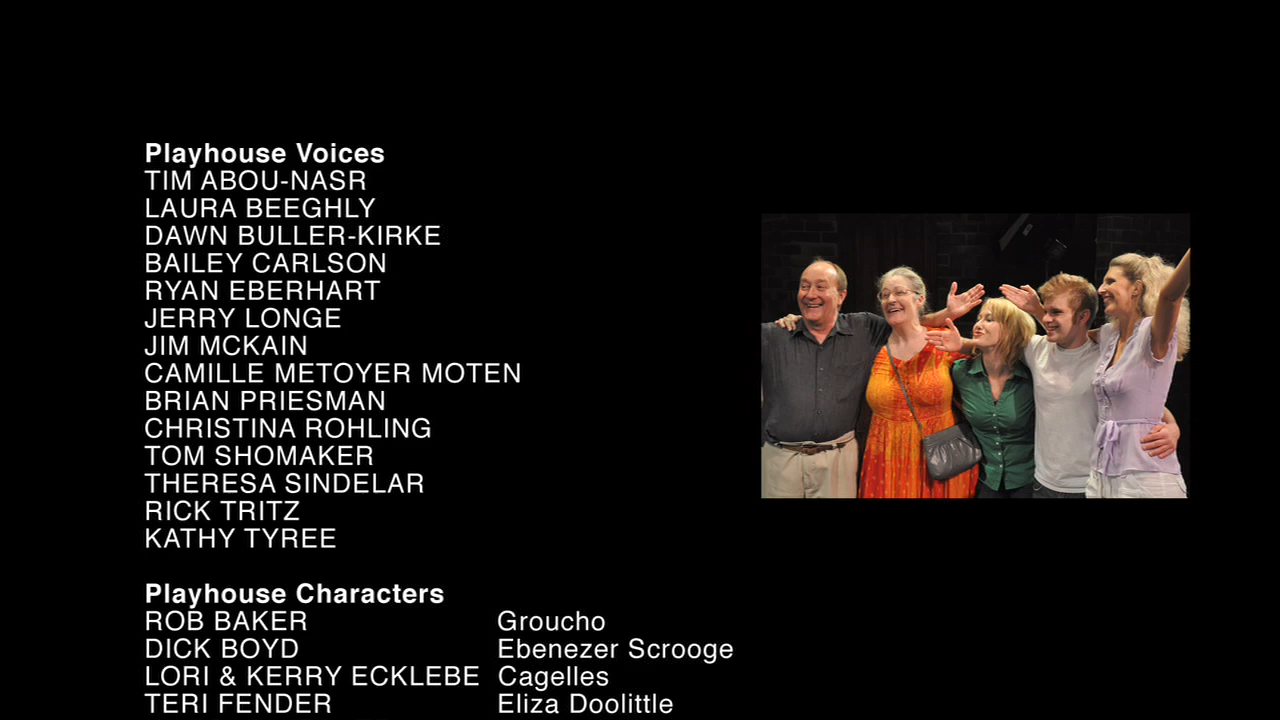 Playhouse Voices
TIM ABOU-NASR
LAURA BEEGHLY
DAWN BULLER-KIRKE
BAILEY CARLSON
RYAN EBERHART
JERRY LONGE
JIM MCKAIN
CAMILLE METOYER MOTEN
BRIAN PRIESMAN
CHRISTINA ROHLING
TOM SHOMAKER
THERESA SINDELAR
RICK TRITZ
KATHY TYREE
Playhouse Characters
ROB BAKER Groucho
DICK BOYD Ebenezer Scrooge
LORI & KERRY ECKLEBE Cagelles
TERI FENDER Eliza Doolittle